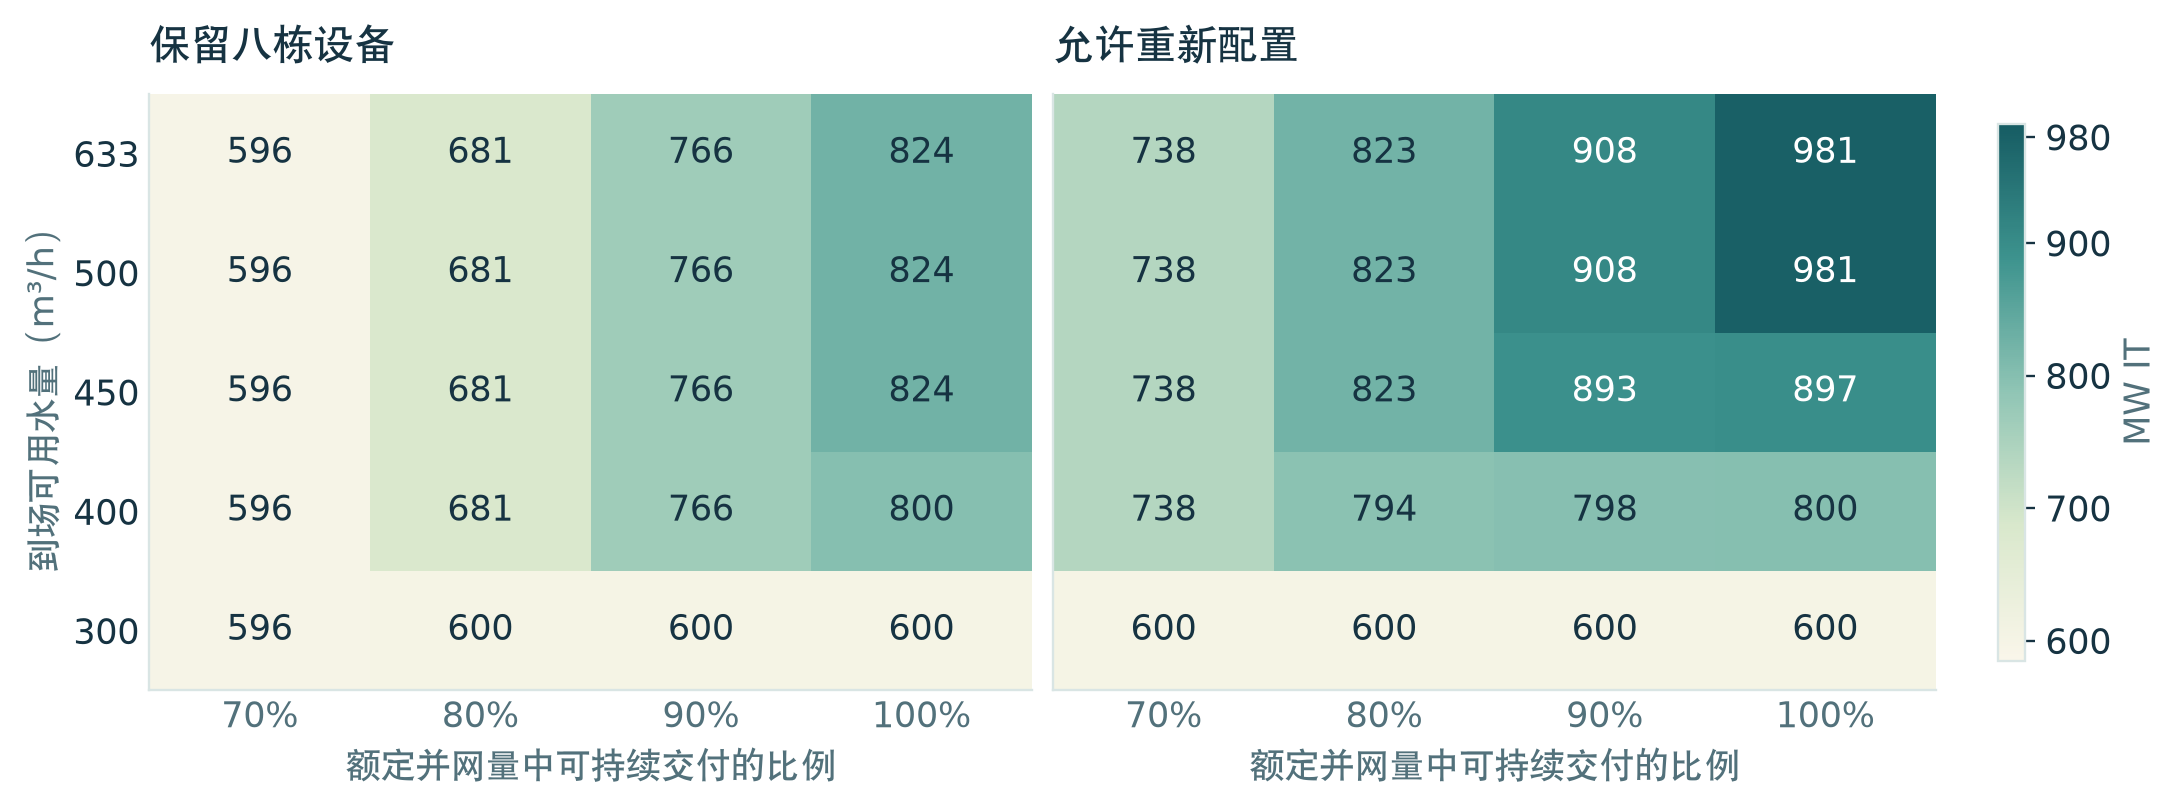 保留八栋设备
允许重新配置
到场可用水量（m³/h）
633 596 681 766 824 738 823 908 981
500 596 681 766 824 738 823 908 981
450 596 681 766 824 738 823 893 897
400 596 681 766 800 738 794 798 800
300 596 600 600 600 600 600 600 600
70% 80% 90% 100% 70% 80% 90% 100%
额定并网量中可持续交付的比例
额定并网量中可持续交付的比例
980
900
800
700
600
MW IT